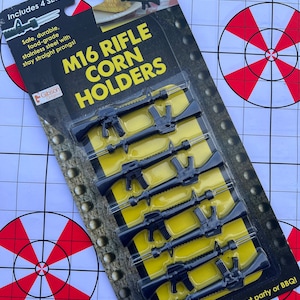 Includes 4 S
Safe, durable,
food-grade
stainless steel with
stay straight prongs!
M16 RIFLE
CORN
HOLDERS
party or BBQ!